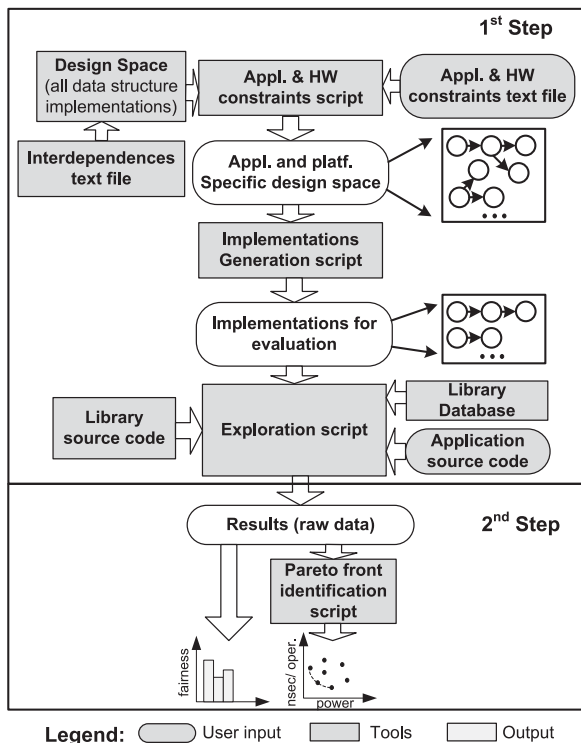 1st Step
Design Space
(all data structure
implementations)
Appl. & HW
constraints script
Appl. & HW
constraints text file
Interdependences
text file
Appl. and platf.
Specific design space
Implementations
Generation script
Implementations for
evaluation
Library
source code
Exploration script
Library
Database
Application
source code
2nd Step
Results (raw data)
Pareto front
identification
script
fairness
nsec/ oper.
power
Legend: User input Tools Output